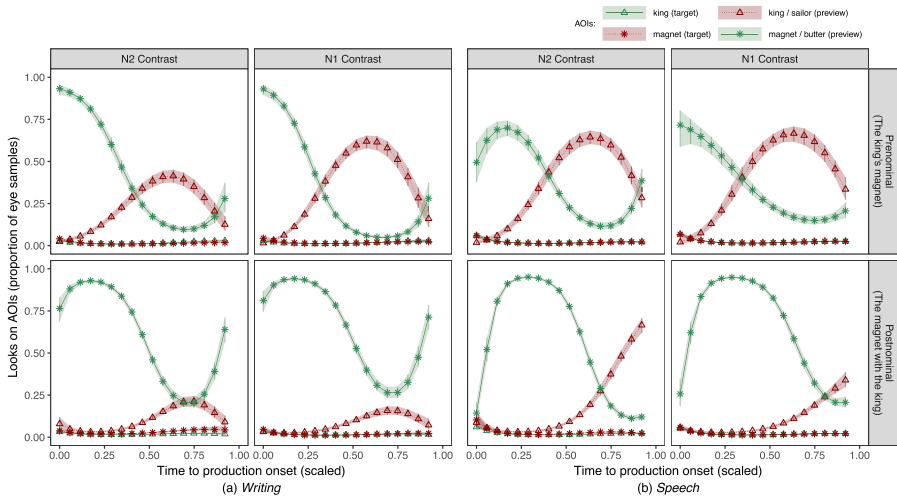 AOIs:
king (target)
king / sailor (preview)
magnet (target)
magnet / butter (preview)
N2 Contrast
N1 Contrast
N2 Contrast
N1 Contrast
Looks on AOIs (proportion of eye samples)
1.00
0.75
0.50
0.25
0.00
1.00
0.75
0.50
0.25
0.00
Prenominal
(The king's magnet)
Postnominal
(The magnet with the king)
0.00 0.25 0.50 0.75 1.00
0.00 0.25 0.50 0.75 1.00
0.00 0.25 0.50 0.75 1.00
0.00 0.25 0.50 0.75 1.00
Time to production onset (scaled)
Time to production onset (scaled)
(a) Writing
(b) Speech